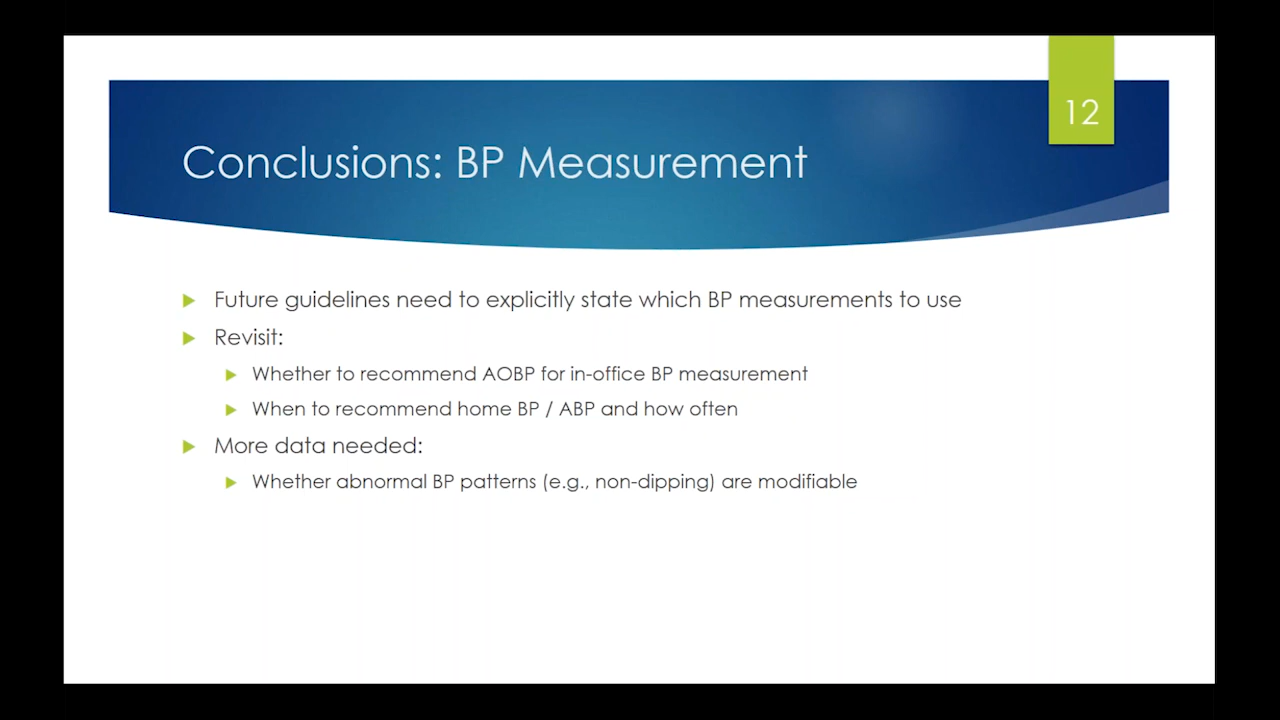 12
Conclusions: BP Measurement
Future guidelines need to explicitly state which BP measurements to use
Revisit:
Whether to recommend AOBP for in-office BP measurement
When to recommend home BP / ABP and how often
More data needed:
Whether abnormal BP patterns (e.g., non-dipping) are modifiable